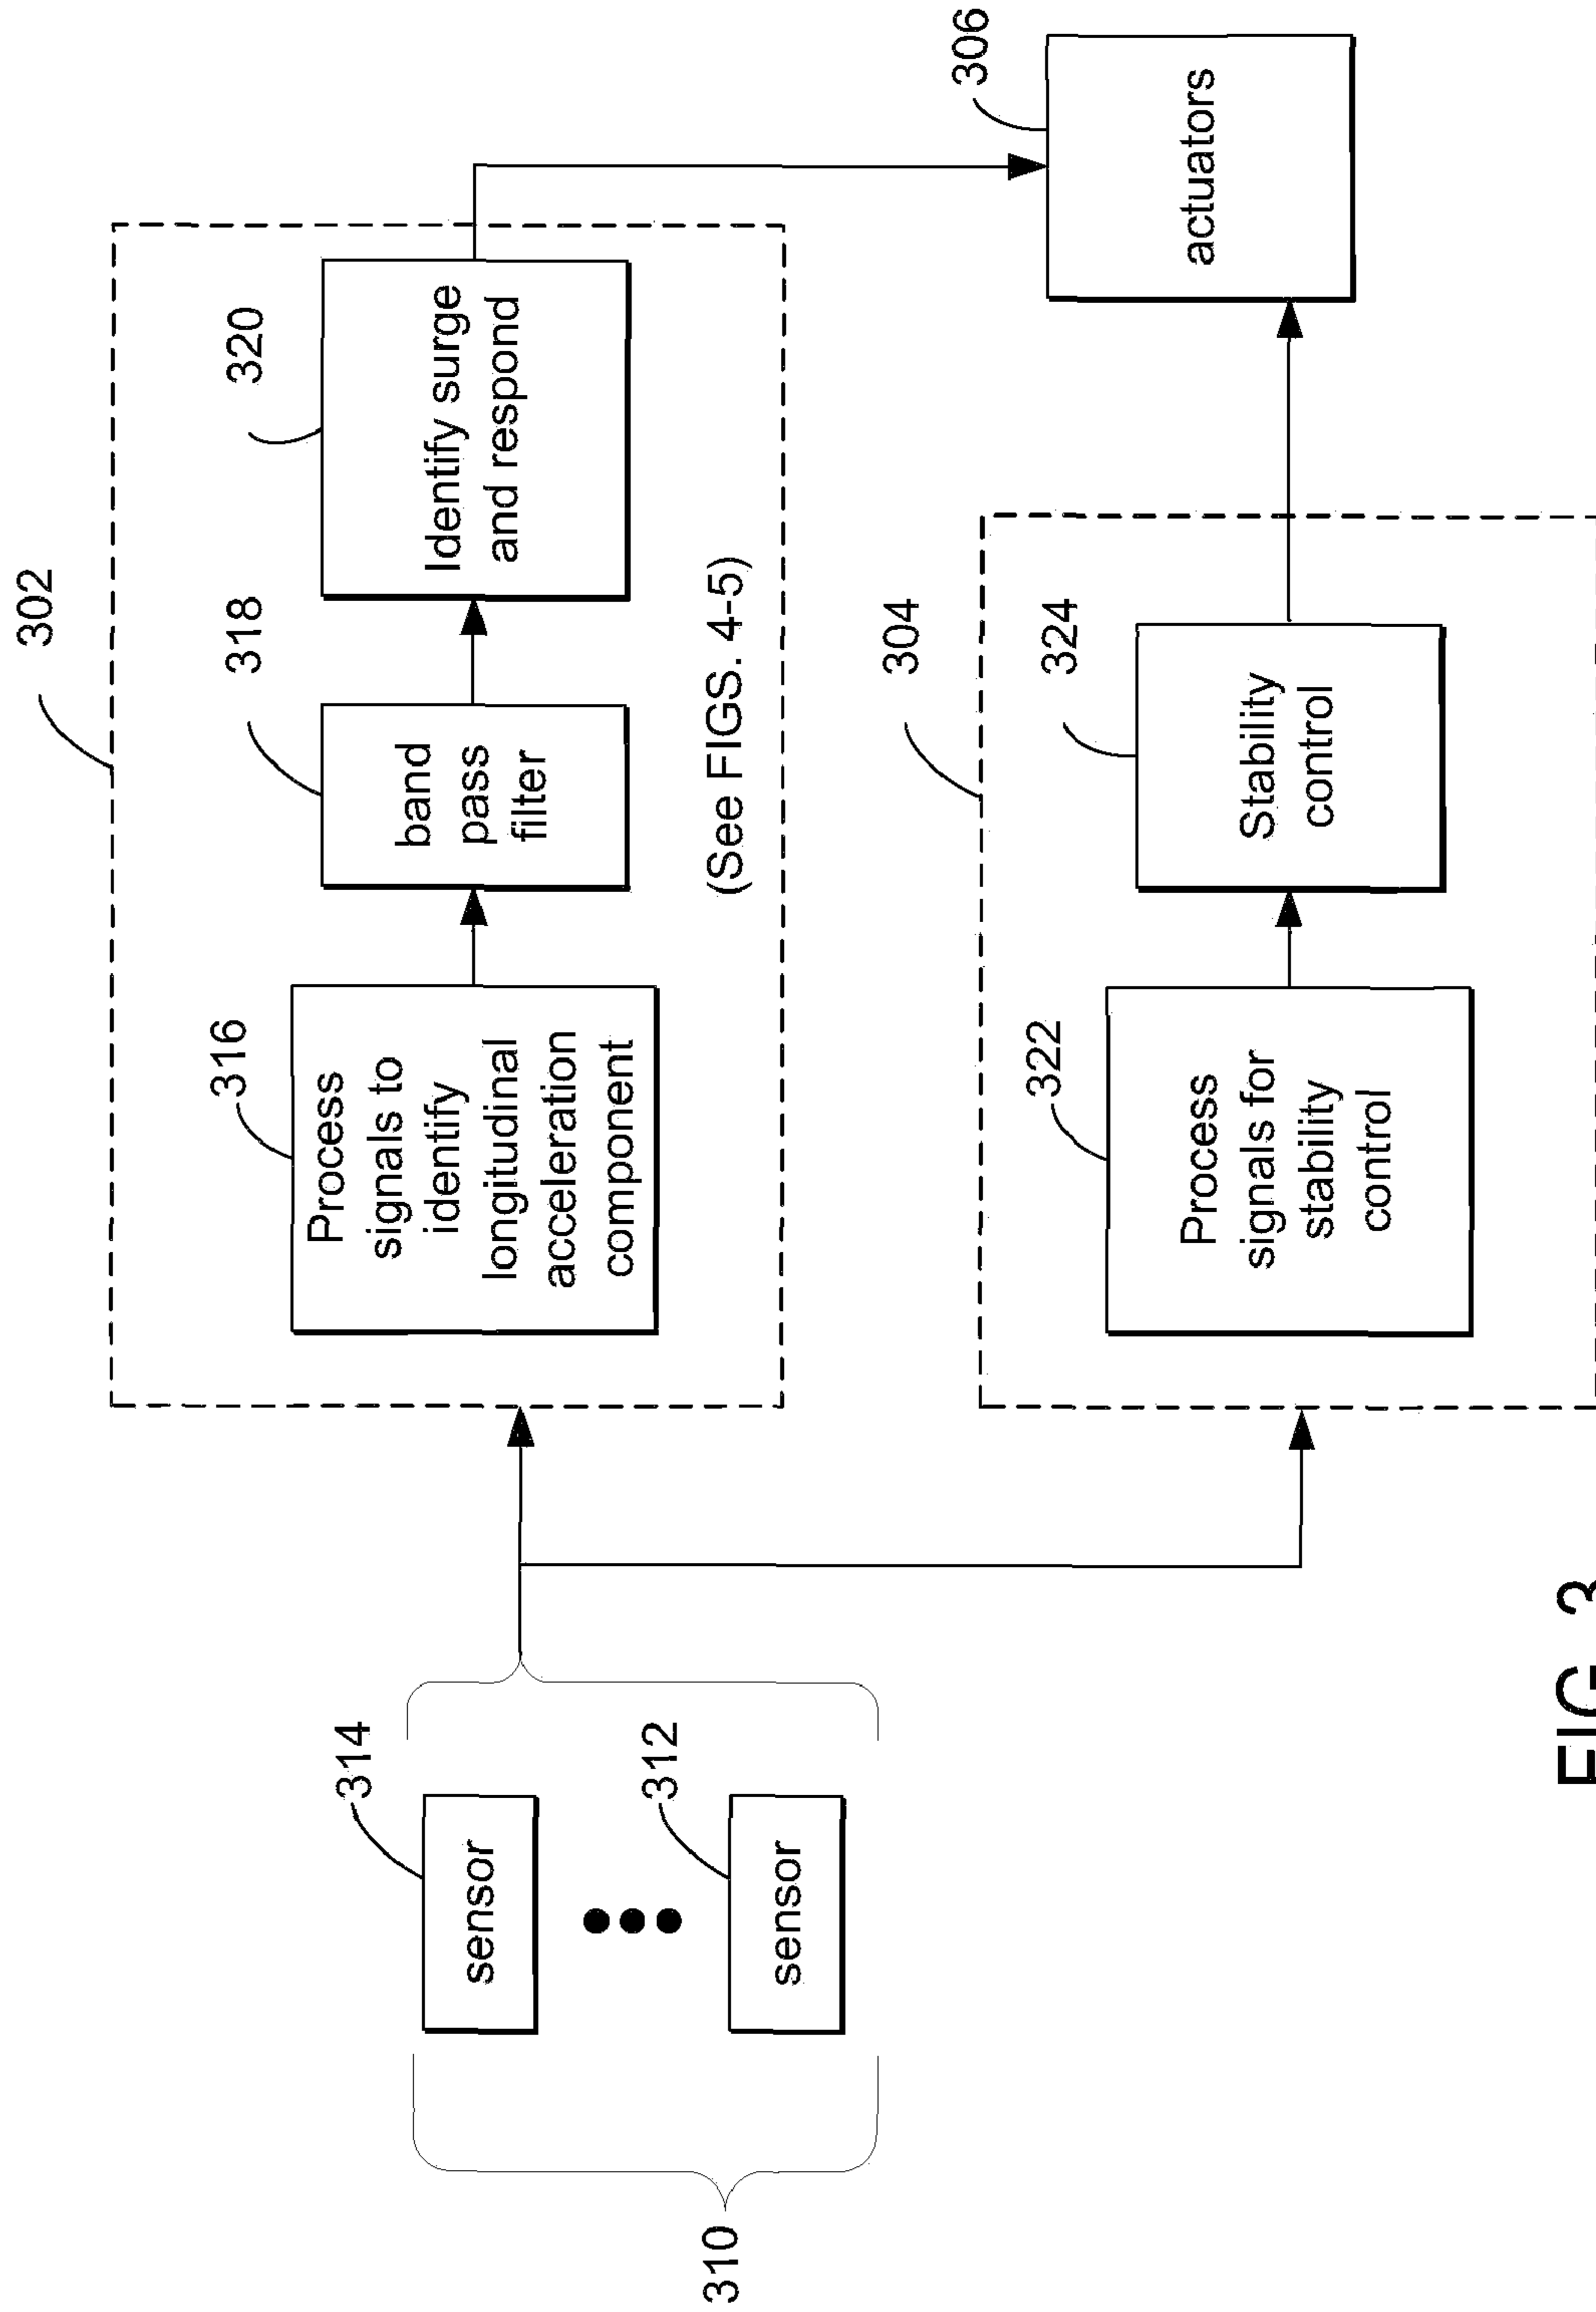 302
316
Process
signals to
identify
longitudinal
acceleration
component
318
band
pass
filter
320
Identify surge
and respond
(See FIGS. 4-5)
314
sensor
312
sensor
310
304
322
Process
signals for
stability
control
324
Stability
control
306
actuators
FIG. 3